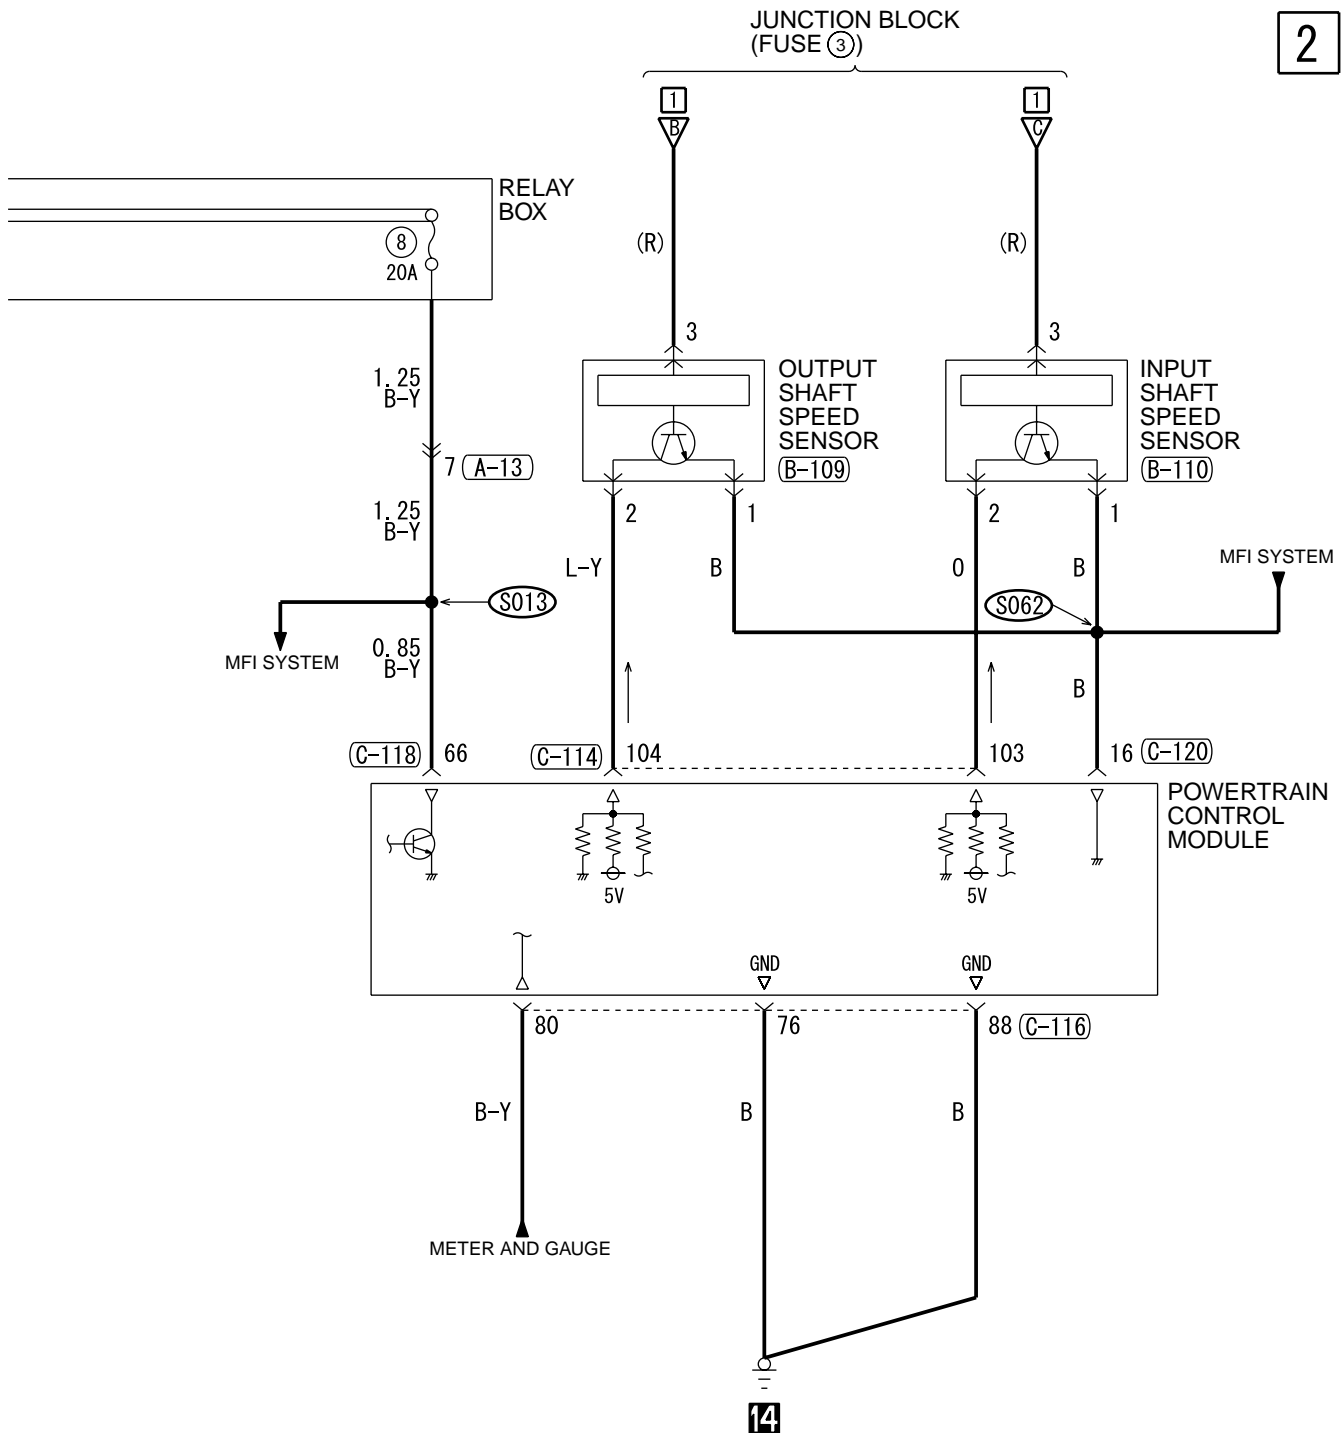 JUNCTION BLOCK
(FUSE ③)
2
1
B
1
C
RELAY
BOX
8
20A
(R)
(R)
3
3
OUTPUT
SHAFT
SPEED
SENSOR
B-109
INPUT
SHAFT
SPEED
SENSOR
B-110
1.25
B-Y
7 A-13
1.25
B-Y
2
1
2
1
L-Y
B
O
B
MFI SYSTEM
S013
S062
MFI SYSTEM
0.85
B-Y
B
C-118 66
C-114 104
103
16 C-120
POWERTRAIN
CONTROL
MODULE
5V
5V
GND
GND
80
76
88 C-116
B-Y
B
B
METER AND GAUGE
14